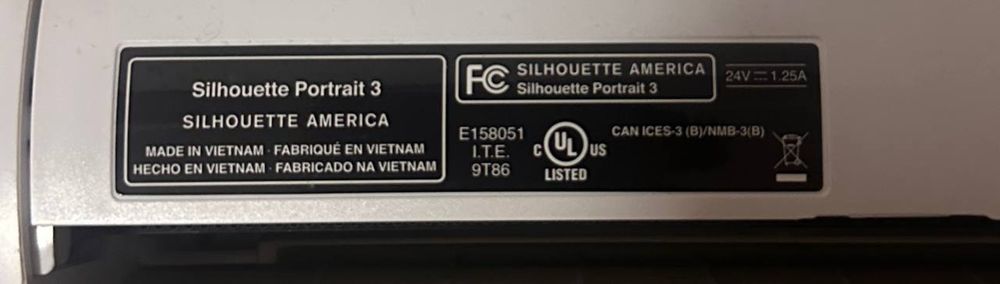 Silhouette Portrait 3
SILHOUETTE AMERICA
MADE IN VIETNAM · FABRIQUÉ EN VIETNAM
HECHO EN VIETNAM · FABRICADO NA VIETNAM
FC SILHOUETTE AMERICA
Silhouette Portrait 3
24V ⎓ 1.25A
E158051
I.T.E.
9T86
C UL US
LISTED
CAN ICES-3 (B)/NMB-3(B)